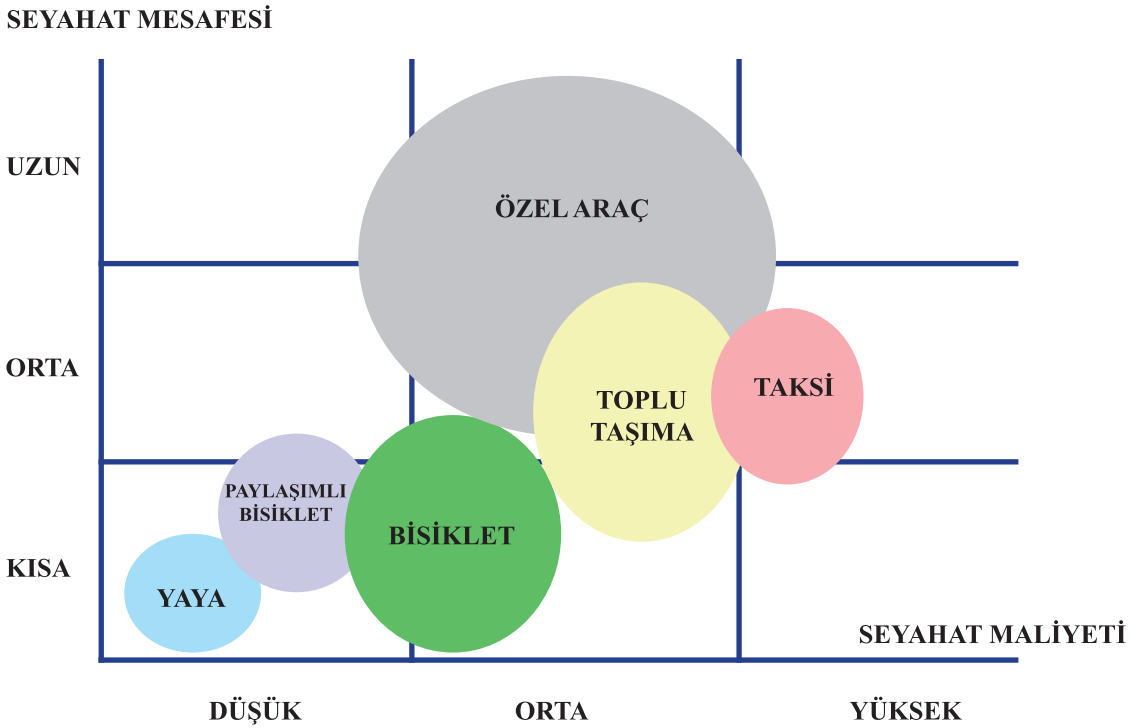 SEYAHAT MESAFESİ
UZUN
ÖZEL ARAÇ
ORTA
TAKSİ
TOPLU
TAŞIMA
PAYLAŞIMLI
BİSİKLET
BİSİKLET
KISA
YAYA
SEYAHAT MALİYETİ
DÜŞÜK
ORTA
YÜKSEK